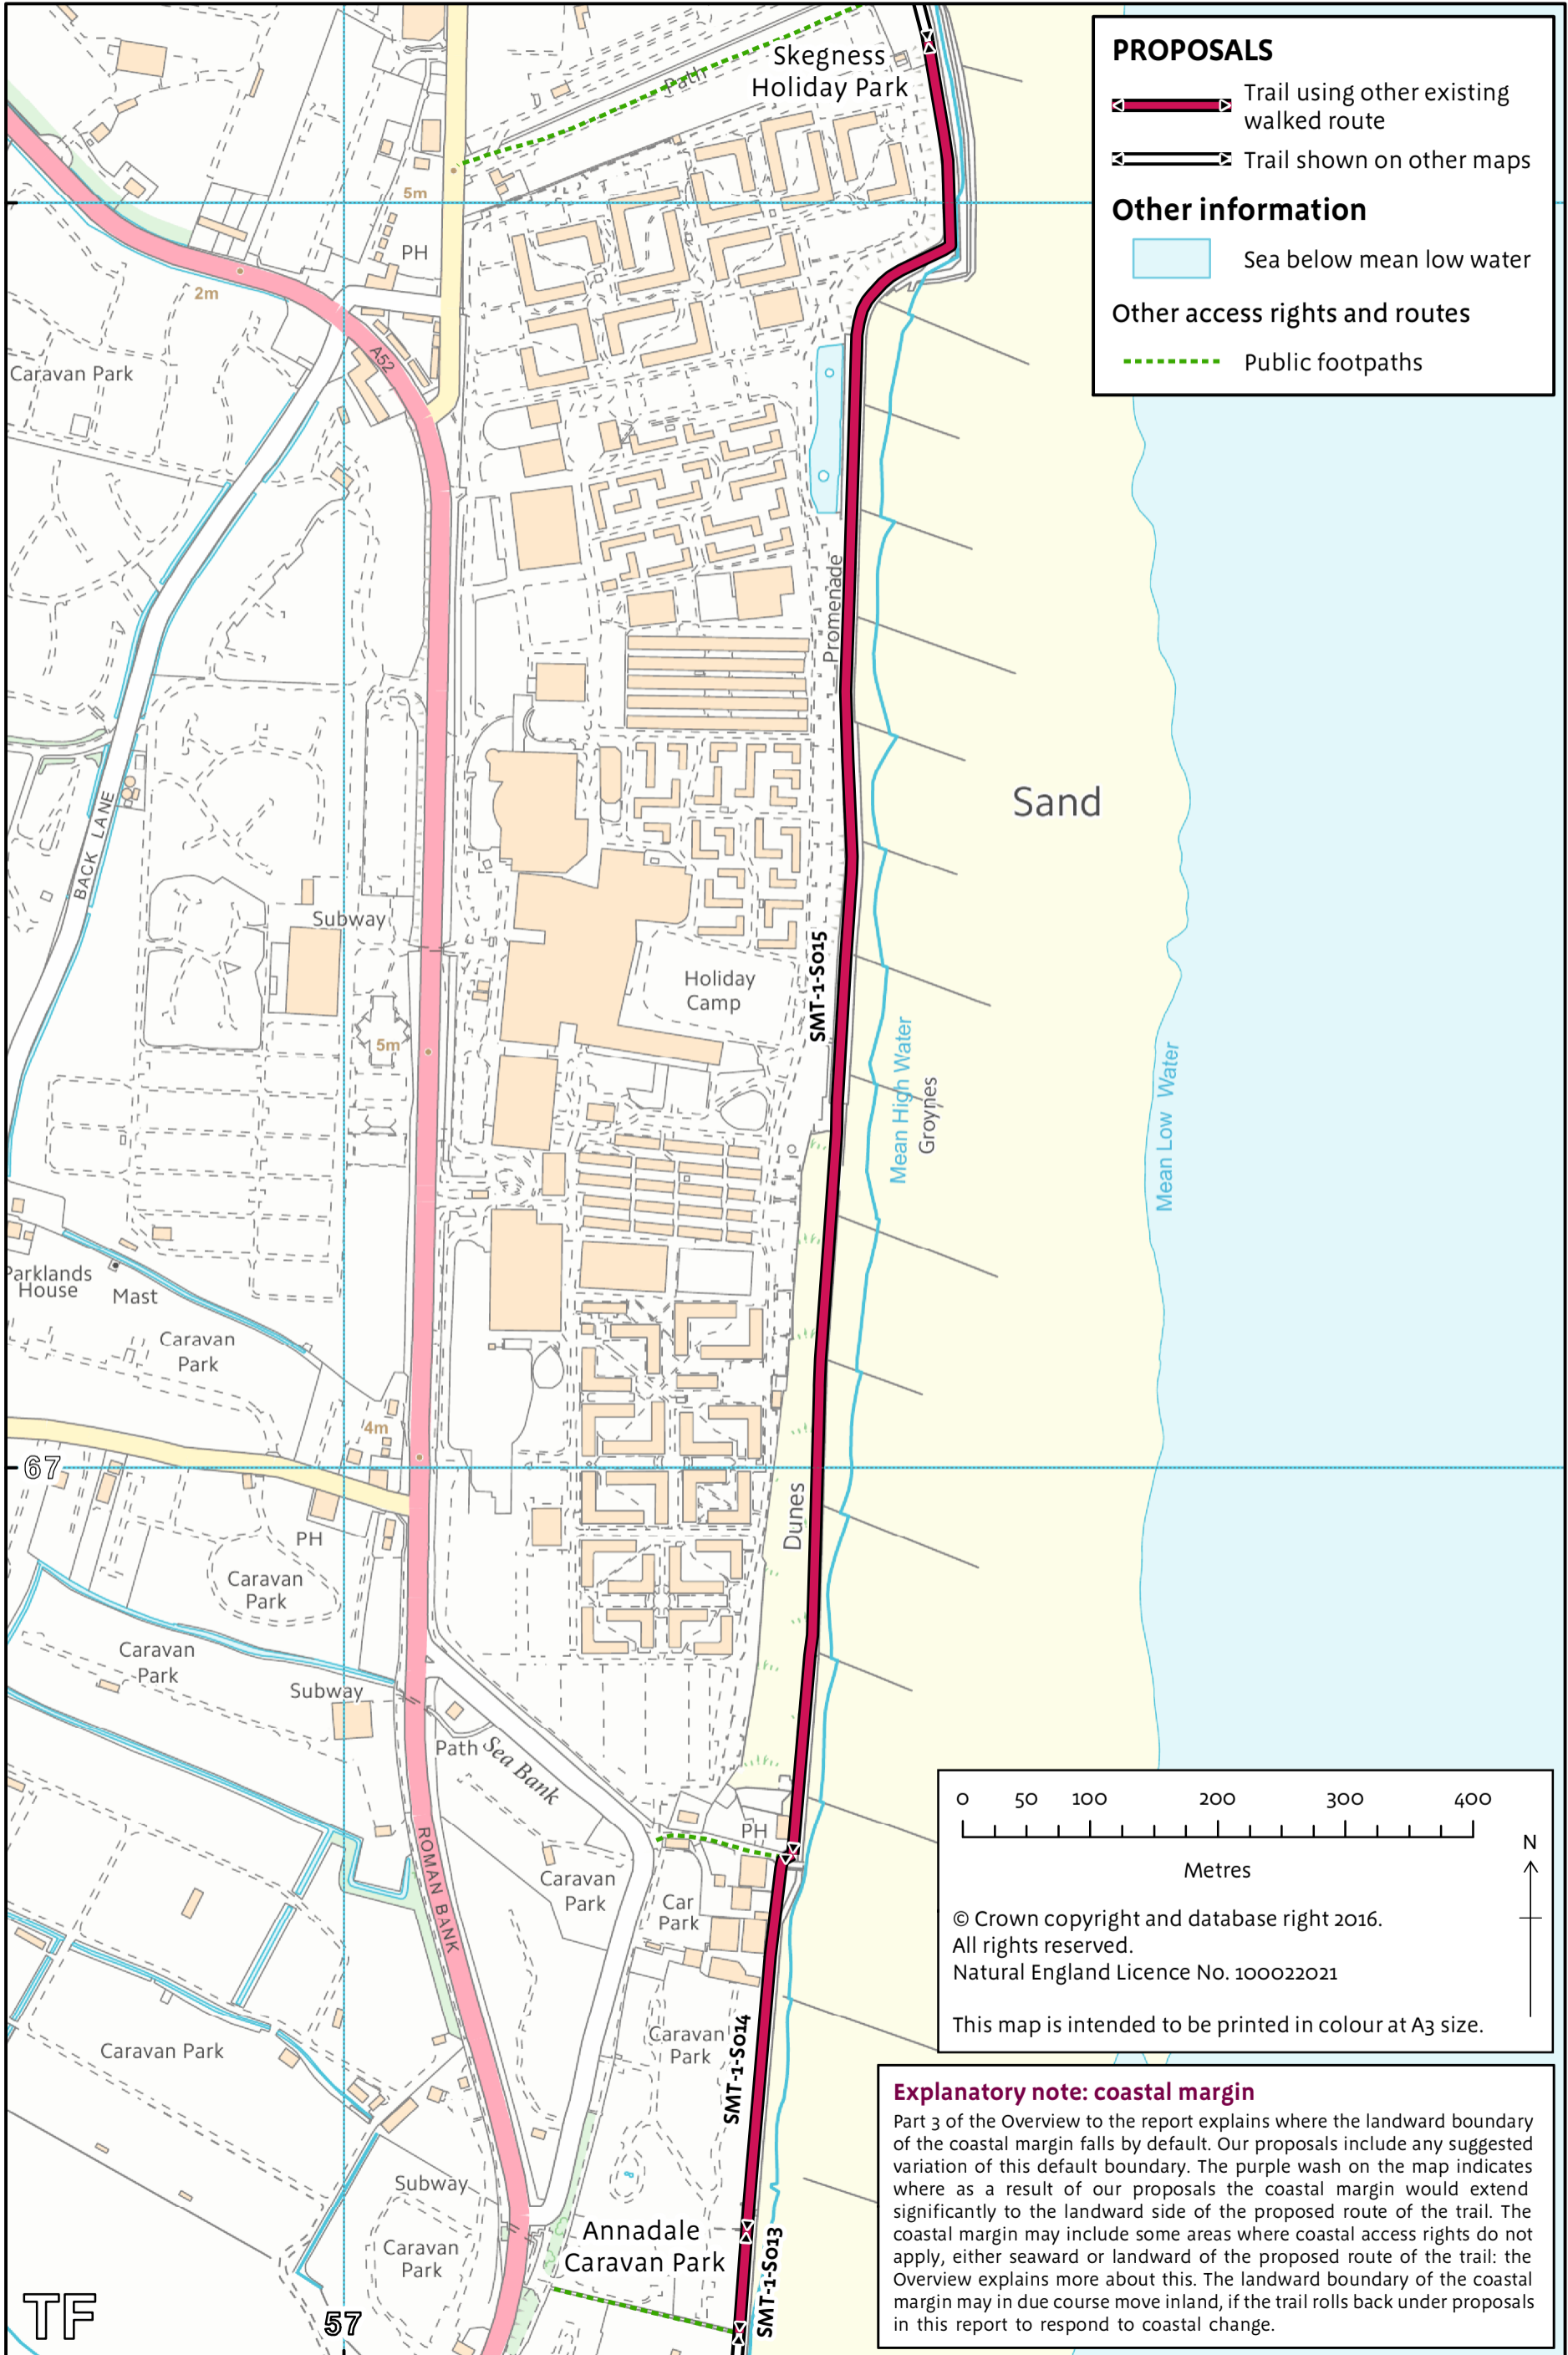 Skegness
Holiday Park
Path
5m
PH
2m
A52
Caravan Park
PROPOSALS
Trail using other existing
walked route
Trail shown on other maps
Other information
Sea below mean low water
Other access rights and routes
Public footpaths
Promenade
BACK LANE
Sand
Subway
Holiday
Camp
SMT-1-S015
5m
Mean High Water
Groynes
Mean Low Water
Parklands
House
Mast
Caravan
Park
4m
67
PH
Dunes
Caravan
Park
Caravan
Park
Subway
Path
Sea Bank
ROMAN BANK
PH
Caravan
Park
Car
Park
0 50 100 200 300 400
Metres
N
© Crown copyright and database right 2016.
All rights reserved.
Natural England Licence No. 100022021
This map is intended to be printed in colour at A3 size.
Caravan Park
Caravan
Park
SMT-1-S014
Subway
Caravan
Park
Annadale
Caravan Park
SMT-1-S013
TF
57
Explanatory note: coastal margin
Part 3 of the Overview to the report explains where the landward boundary
of the coastal margin falls by default. Our proposals include any suggested
variation of this default boundary. The purple wash on the map indicates
where as a result of our proposals the coastal margin would extend
significantly to the landward side of the proposed route of the trail. The
coastal margin may include some areas where coastal access rights do not
apply, either seaward or landward of the proposed route of the trail: the
Overview explains more about this. The landward boundary of the coastal
margin may in due course move inland, if the trail rolls back under proposals
in this report to respond to coastal change.